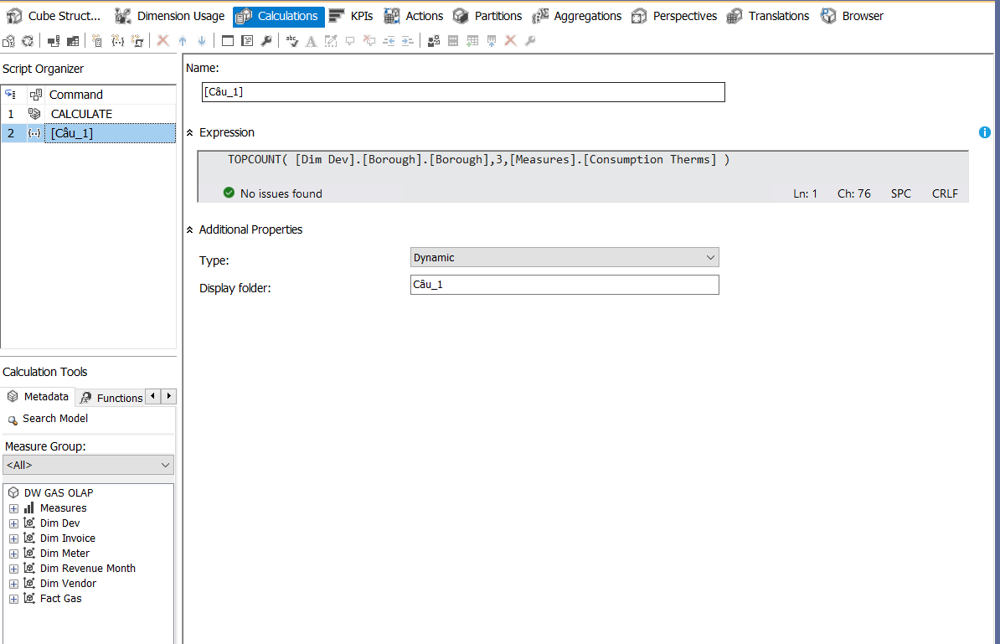 Cube Struct... Dimension Usage Calculations KPIs Actions Partitions Aggregations Perspectives Translations Browser
Script Organizer
Command
1 CALCULATE
2 [Câu_1]
Name:
[Câu_1]
Expression
TOPCOUNT( [Dim Dev].[Borough].[Borough],3,[Measures].[Consumption Therms] )
No issues found Ln: 1 Ch: 76 SPC CRLF
Additional Properties
Type: Dynamic
Display folder: Câu_1
Calculation Tools
Metadata Functions
Search Model
Measure Group:
<All>
DW GAS OLAP
Measures
Dim Dev
Dim Invoice
Dim Meter
Dim Revenue Month
Dim Vendor
Fact Gas